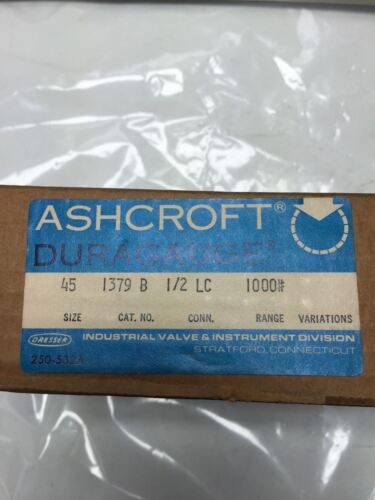 ASHCROFT®
DURAGAUGE®
45 1379 B 1/2 LC 1000#
SIZE CAT. NO. CONN. RANGE VARIATIONS
DRESSER INDUSTRIAL VALVE & INSTRUMENT DIVISION
STRATFORD, CONNECTICUT
250-532A